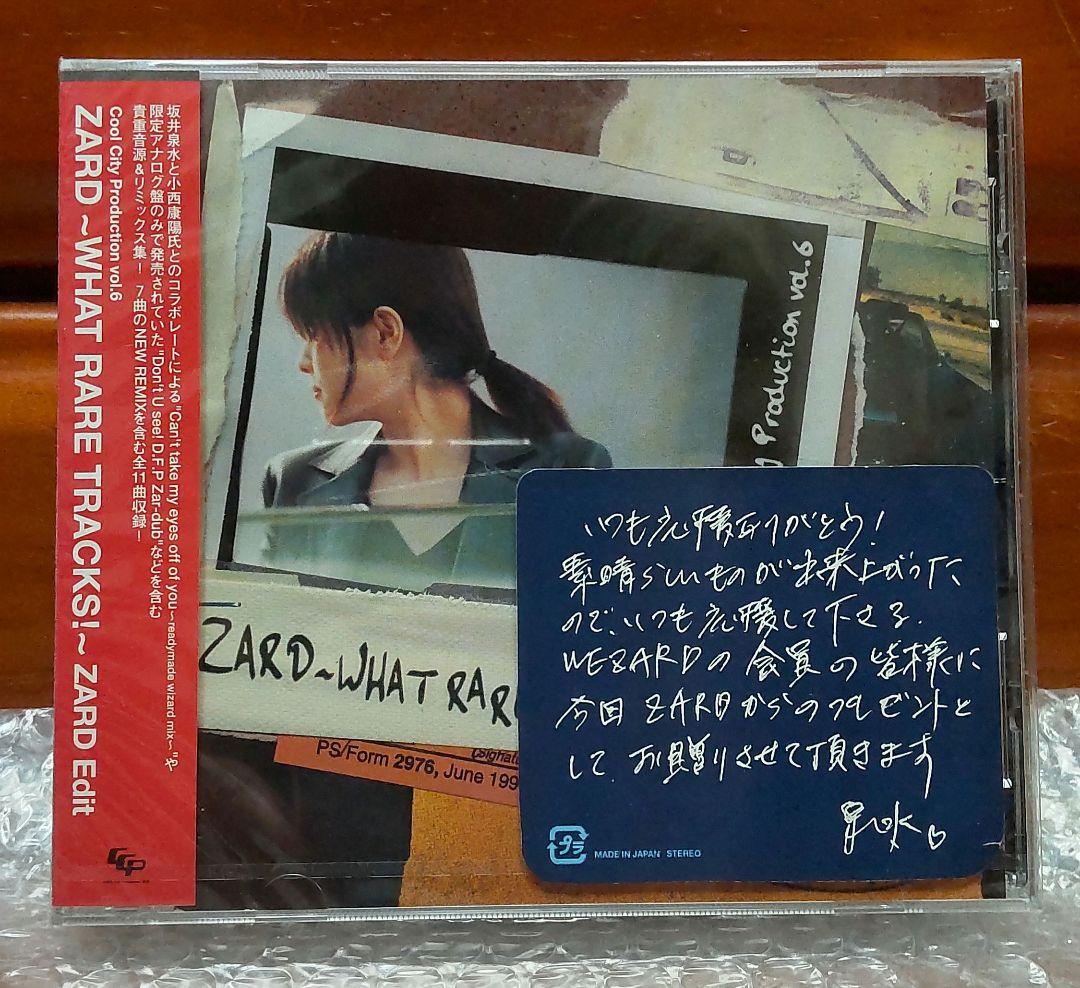 坂井泉水と小西康陽氏とのコラボレートによる"Can't take my eyes off of you～readymade wizard mix～"や
限定アナログ盤のみで発売されていた"Don't U see! D.F.P Zar-dub"などを含む
貴重音源&リミックス集! 7曲のNEW REMIXを含む全11曲収録!
Cool City Production vol.6
ZARD ~WHAT RARE TRACKS!~ ZARD Edit
Production vol.6
ZARD~WHAT RAR
PS/Form 2976, June 199
いつも応援ありがとう!
素晴らしいものが出来上がった
ので、いつも応援して下さる
WEZARDの会員の皆様に
今回ZARDからのプレゼントと
して、お贈りさせて頂きます
泉水
プラ
MADE IN JAPAN STEREO